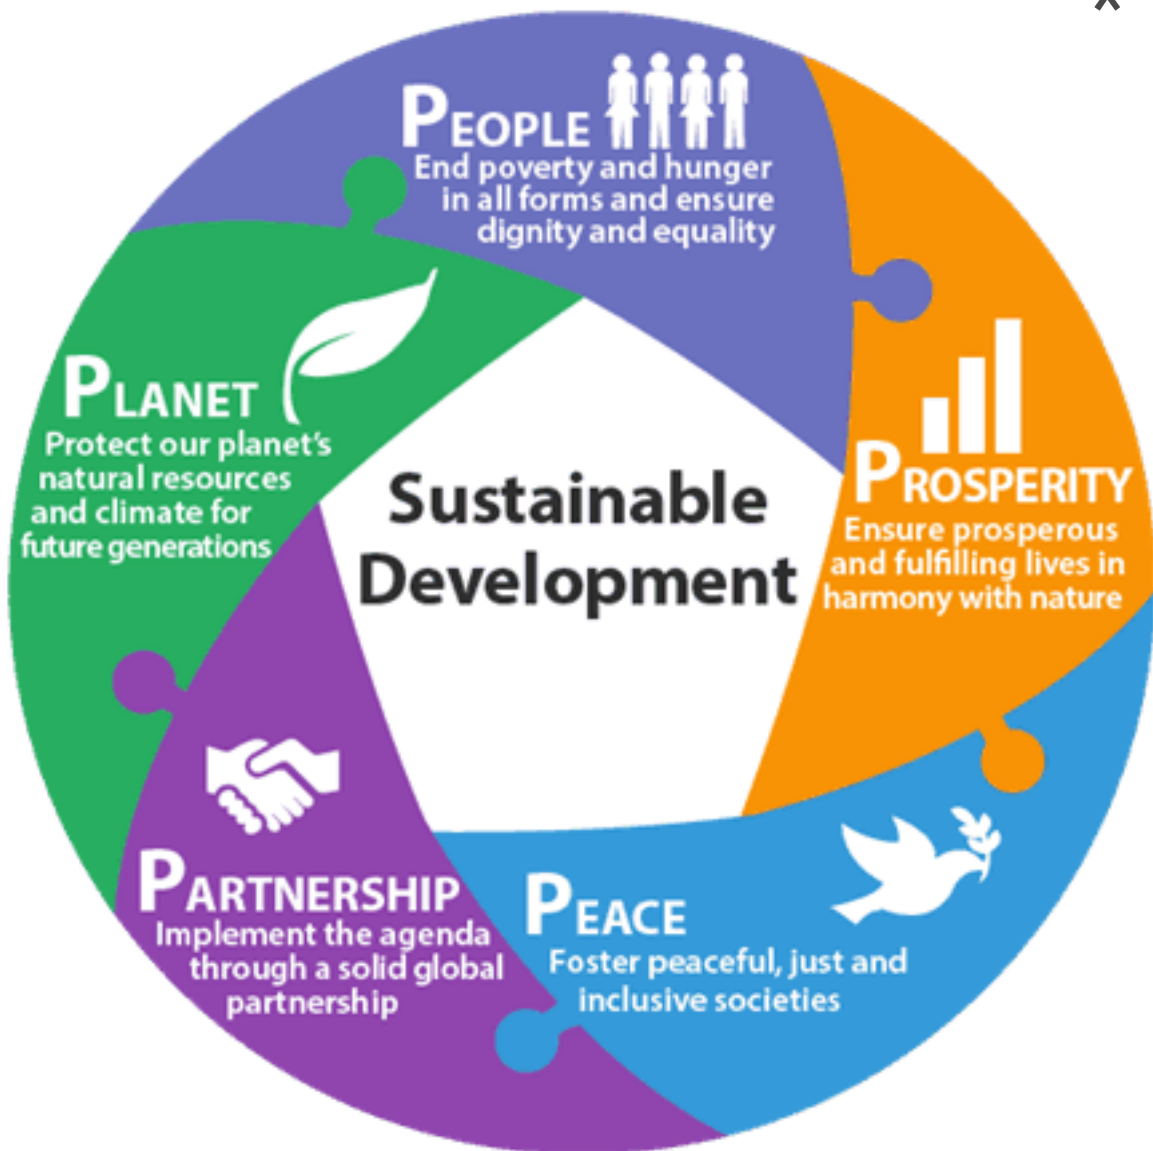 PEOPLE
End poverty and hunger
in all forms and ensure
dignity and equality
PROSPERITY
Ensure prosperous
and fulfilling lives in
harmony with nature
PEACE
Foster peaceful, just and
inclusive societies
PARTNERSHIP
Implement the agenda
through a solid global
partnership
PLANET
Protect our planet's
natural resources
and climate for
future generations
Sustainable
Development